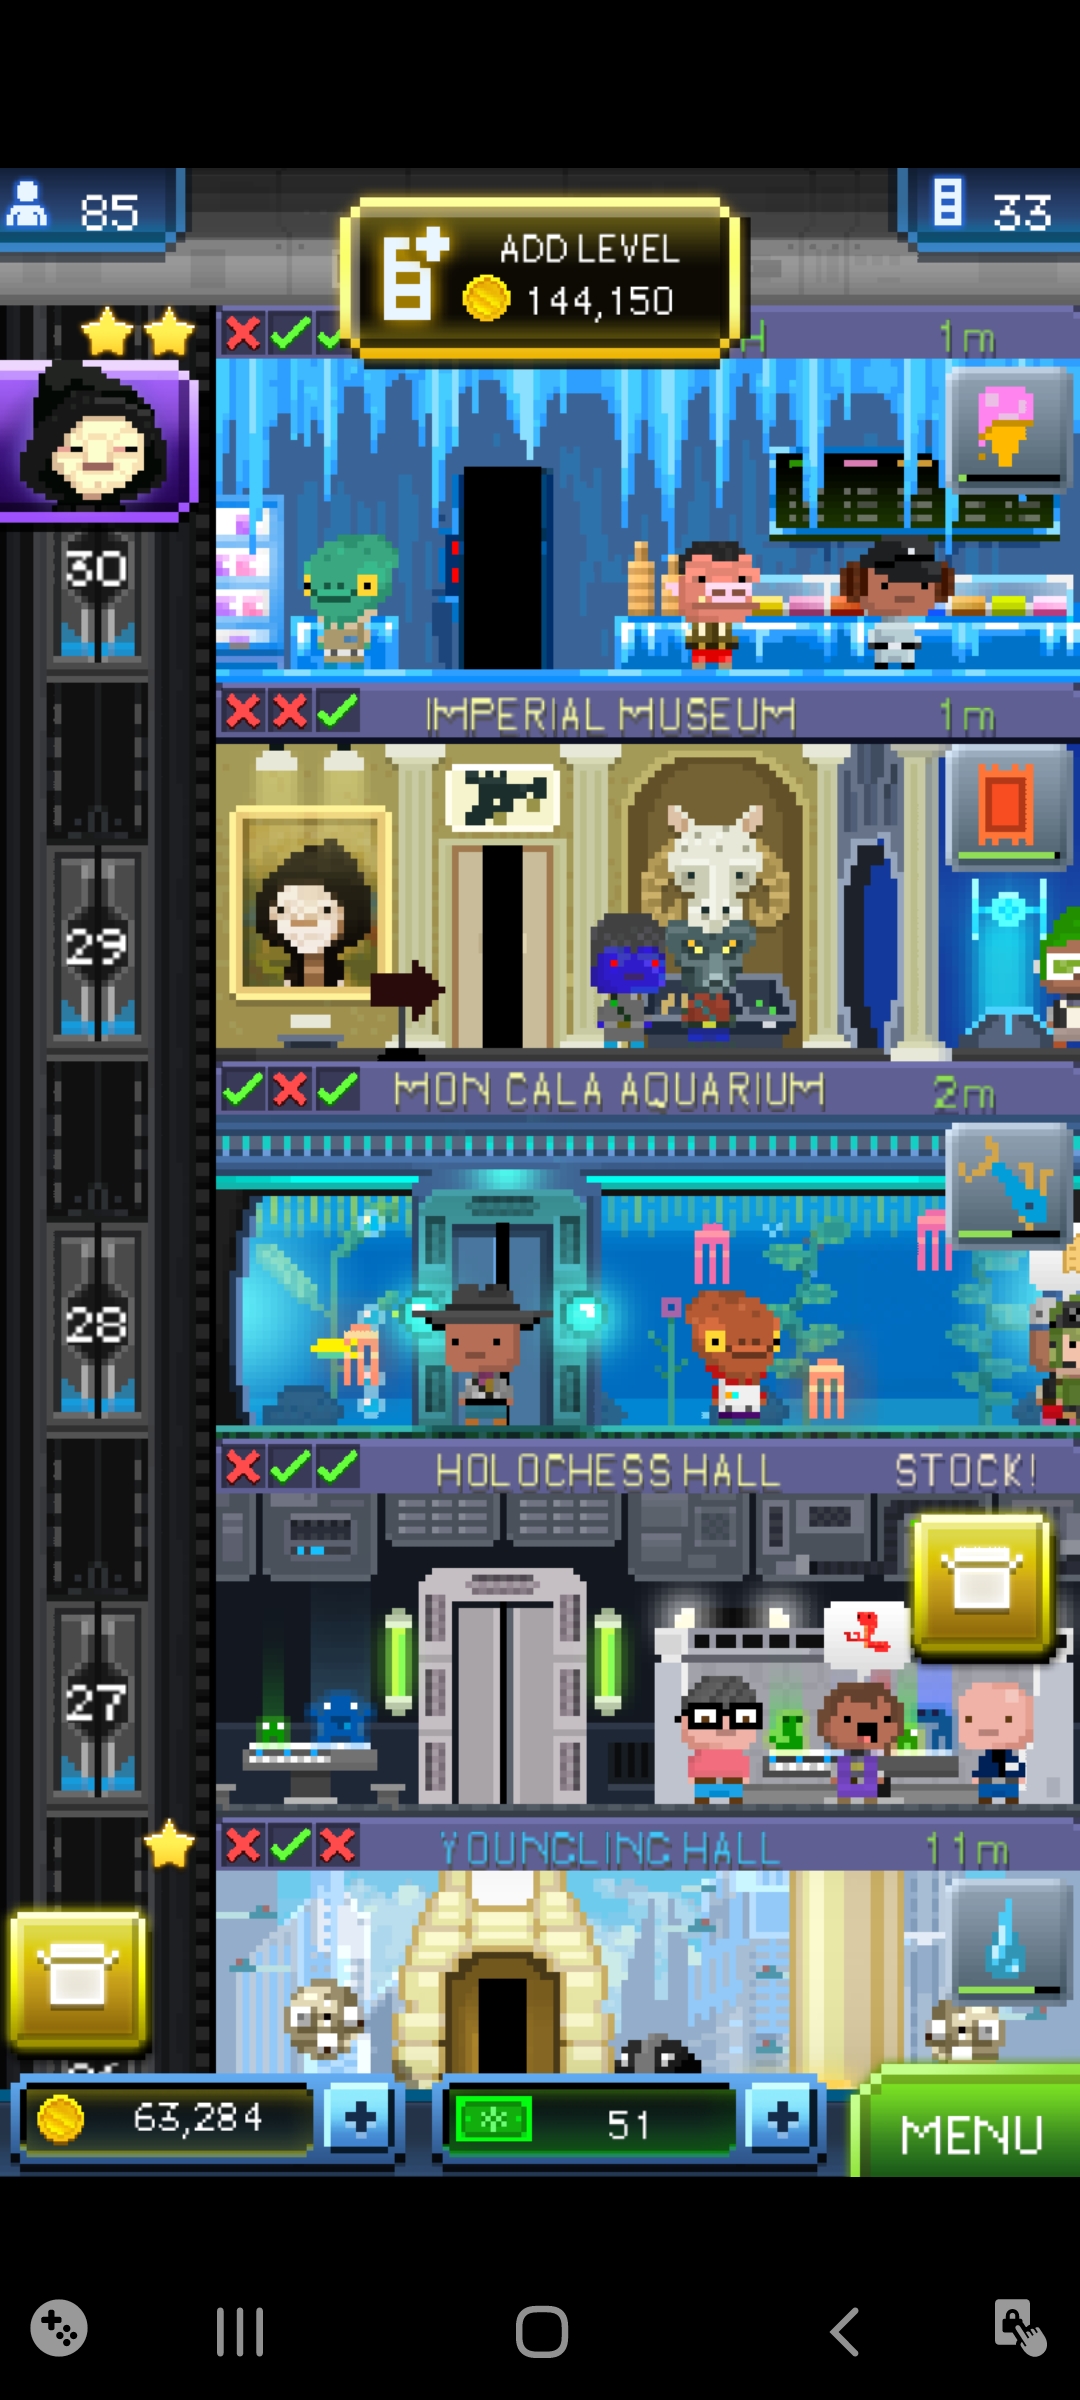 85
33
ADD LEVEL
144,150
H 1m
30
IMPERIAL MUSEUM 1m
29
MON CALA AQUARIUM 2m
28
HOLOCHESS HALL STOCK!
27
YOUNGLING HALL 11m
63,284
51
MENU